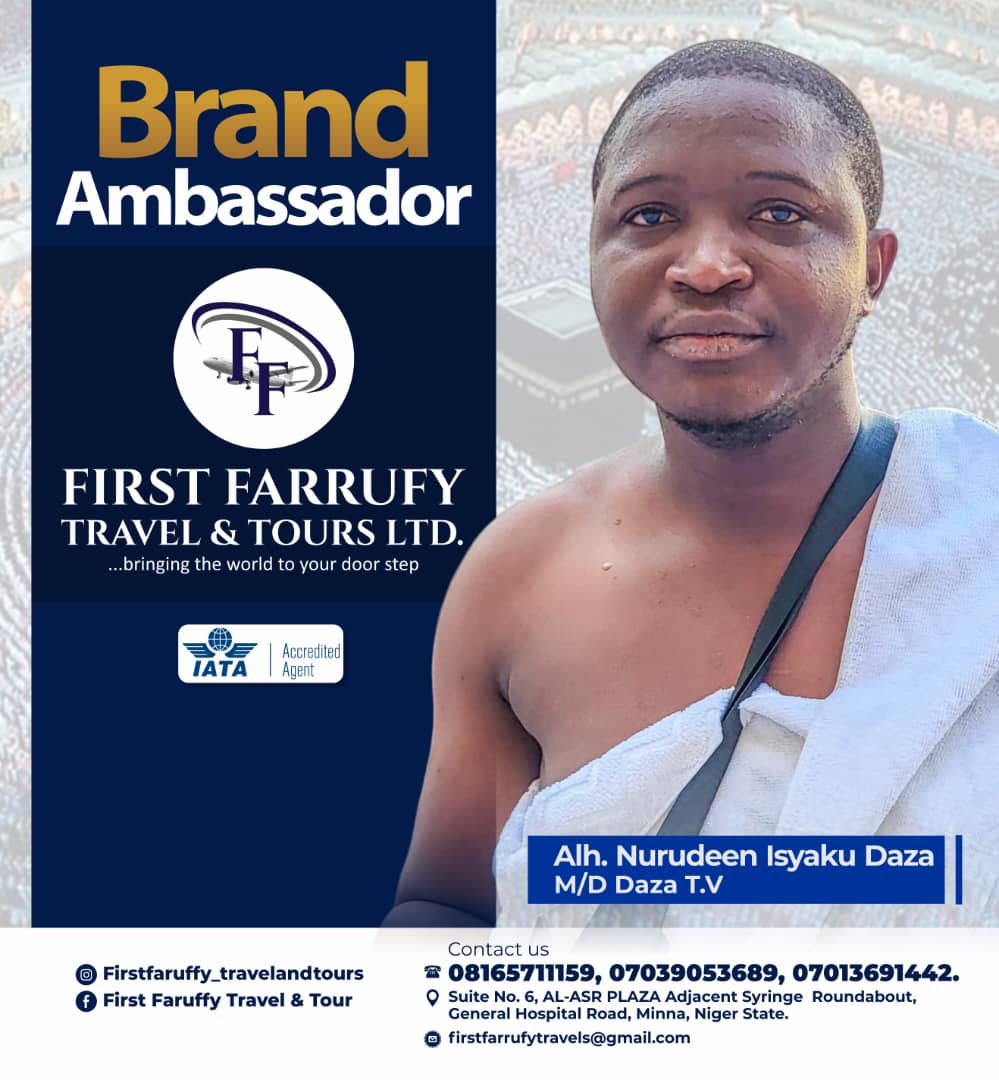 Brand
Ambassador
FF
FIRST FARRUFY
TRAVEL & TOURS LTD.
...bringing the world to your door step
IATA
Accredited
Agent
Alh. Nurudeen Isyaku Daza
M/D Daza T.V
Contact us
Firstfaruffy_travelandtours
08165711159, 07039053689, 07013691442.
First Faruffy Travel & Tour
Suite No. 6, AL-ASR PLAZA Adjacent Syringe Roundabout,
General Hospital Road, Minna, Niger State.
firstfarrufytravels@gmail.com